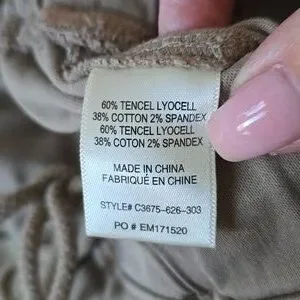 60% TENCEL LYOCELL
38% COTTON 2% SPANDEX
60% TENCEL LYOCELL
38% COTON 2% SPANDEX
MADE IN CHINA
FABRIQUÉ EN CHINE
STYLE# C3675-626-303
PO # EM171520